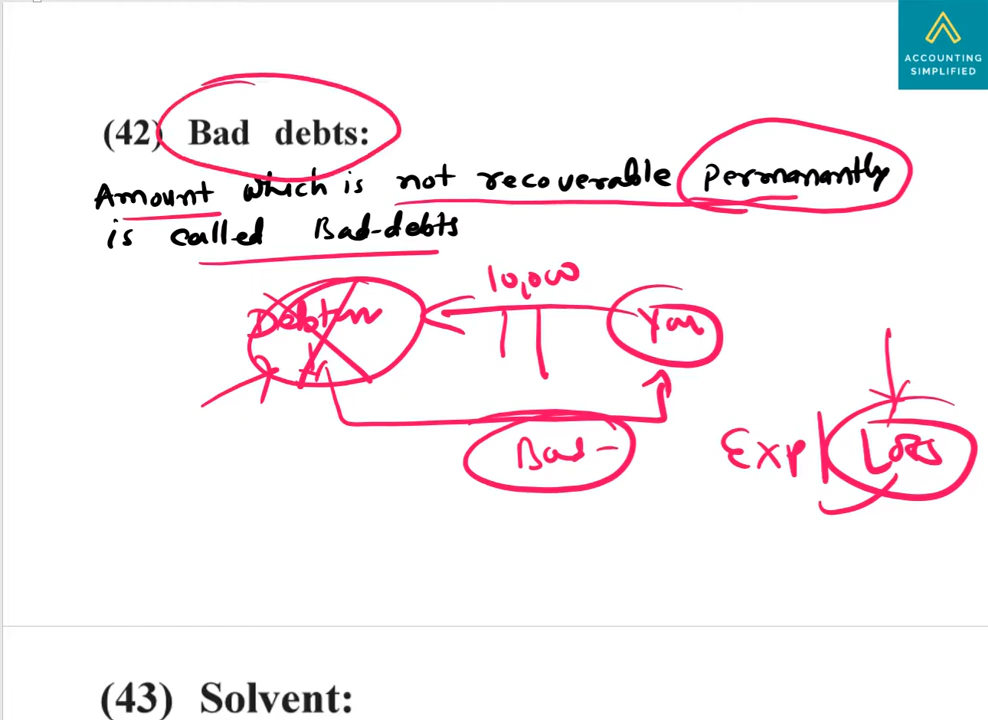 ACCOUNTING
SIMPLIFIED
(42) Bad debts:
Amount which is not recoverable permanantly
is called Bad-debts
10,000
Debtor
You
Bad-
Exp Loss
(43) Solvent: